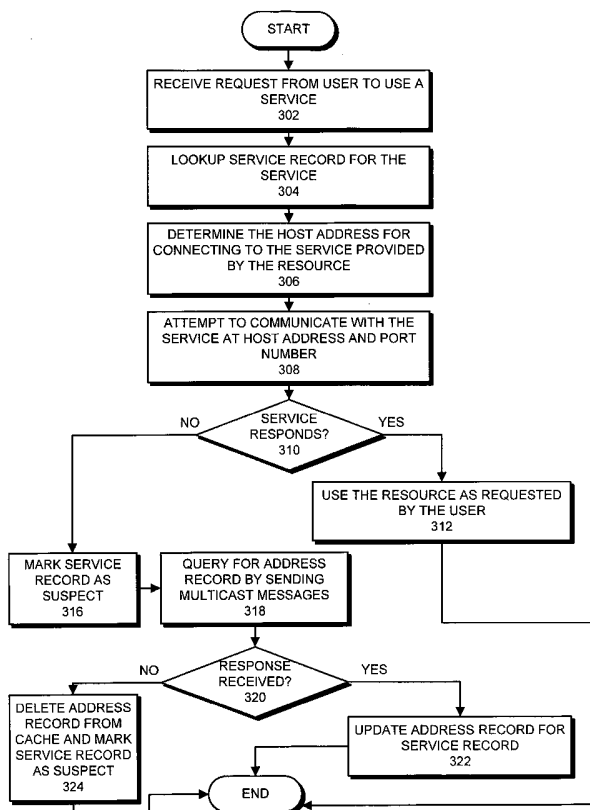 START
RECEIVE REQUEST FROM USER TO USE A
SERVICE
302
LOOKUP SERVICE RECORD FOR THE
SERVICE
304
DETERMINE THE HOST ADDRESS FOR
CONNECTING TO THE SERVICE PROVIDED
BY THE RESOURCE
306
ATTEMPT TO COMMUNICATE WITH THE
SERVICE AT HOST ADDRESS AND PORT
NUMBER
308
NO
SERVICE
RESPONDS?
310
YES
USE THE RESOURCE AS REQUESTED
BY THE USER
312
MARK SERVICE
RECORD AS
SUSPECT
316
QUERY FOR ADDRESS
RECORD BY SENDING
MULTICAST MESSAGES
318
NO
RESPONSE
RECEIVED?
320
YES
DELETE ADDRESS
RECORD FROM
CACHE AND MARK
SERVICE RECORD
AS SUSPECT
324
UPDATE ADDRESS RECORD FOR
SERVICE RECORD
322
END